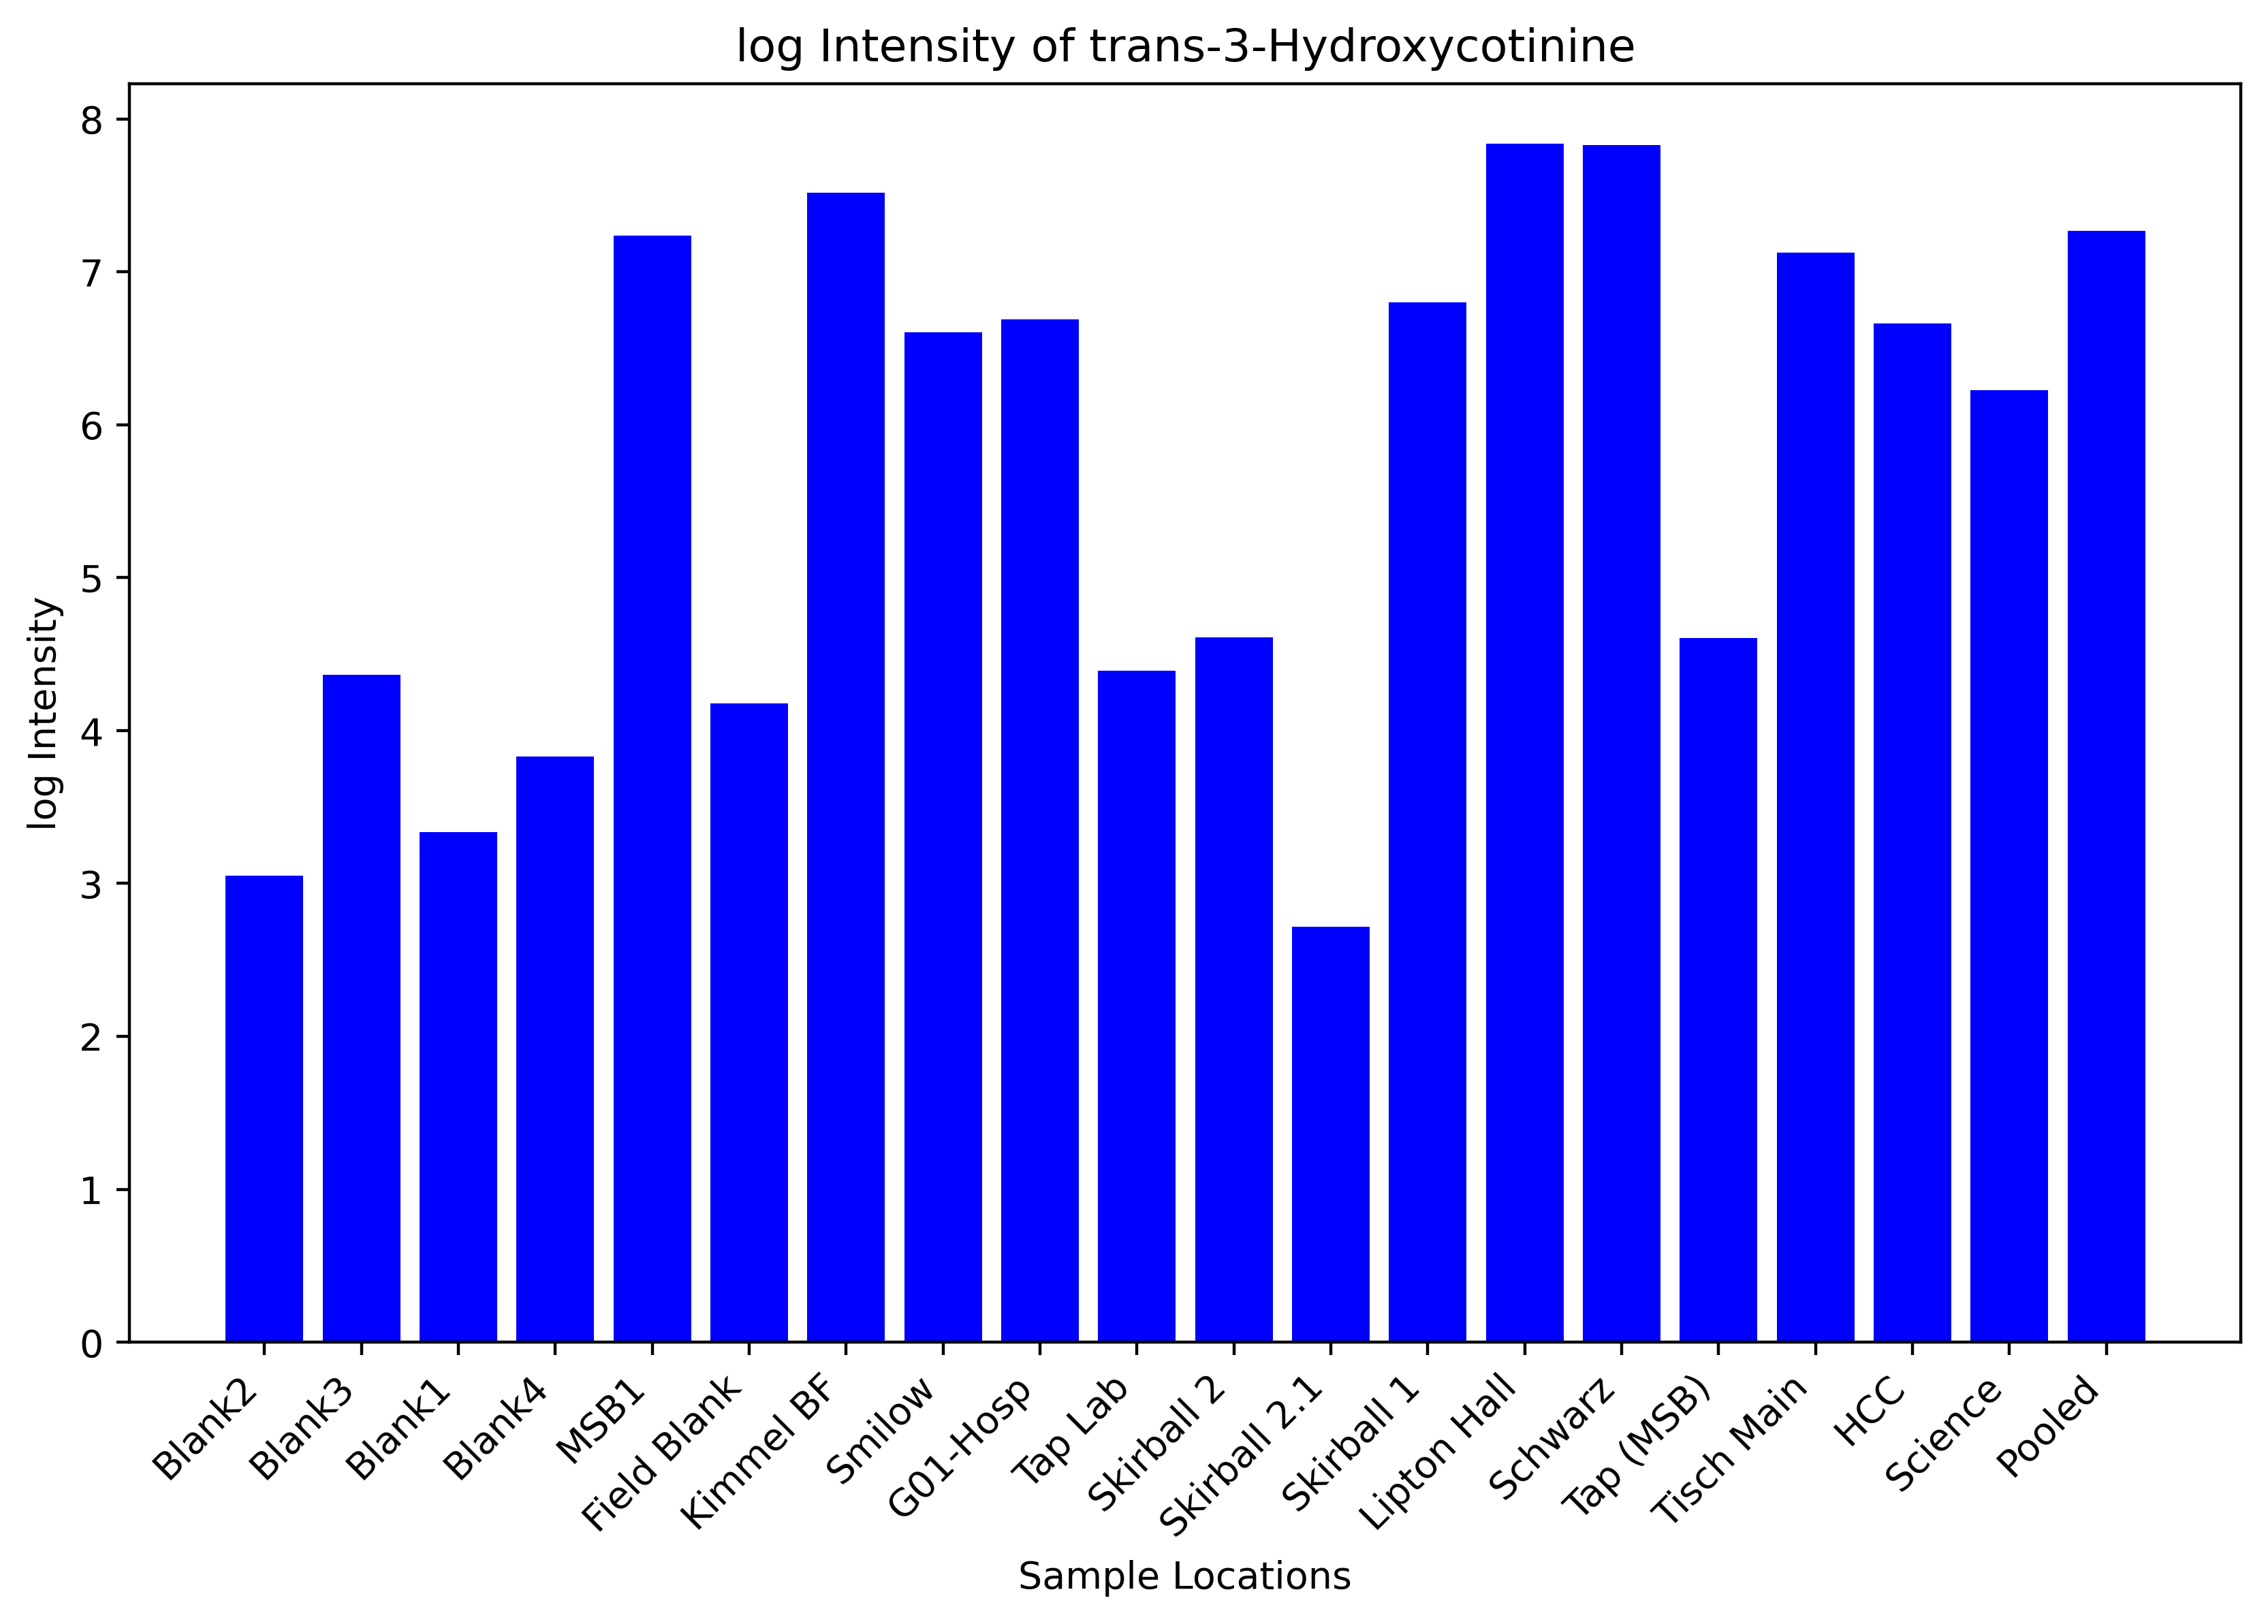 log Intensity of trans-3-Hydroxycotinine
8
7
6
5
4
3
2
1
0
log Intensity
Blank2
Blank3
Blank1
Blank4
MSB1
Field Blank
Kimmel BF
Smilow
G01-Hosp
Tap Lab
Skirball 2
Skirball 2.1
Skirball 1
Lipton Hall
Schwarz
Tap (MSB)
Tisch Main
HCC
Science
Pooled
Sample Locations